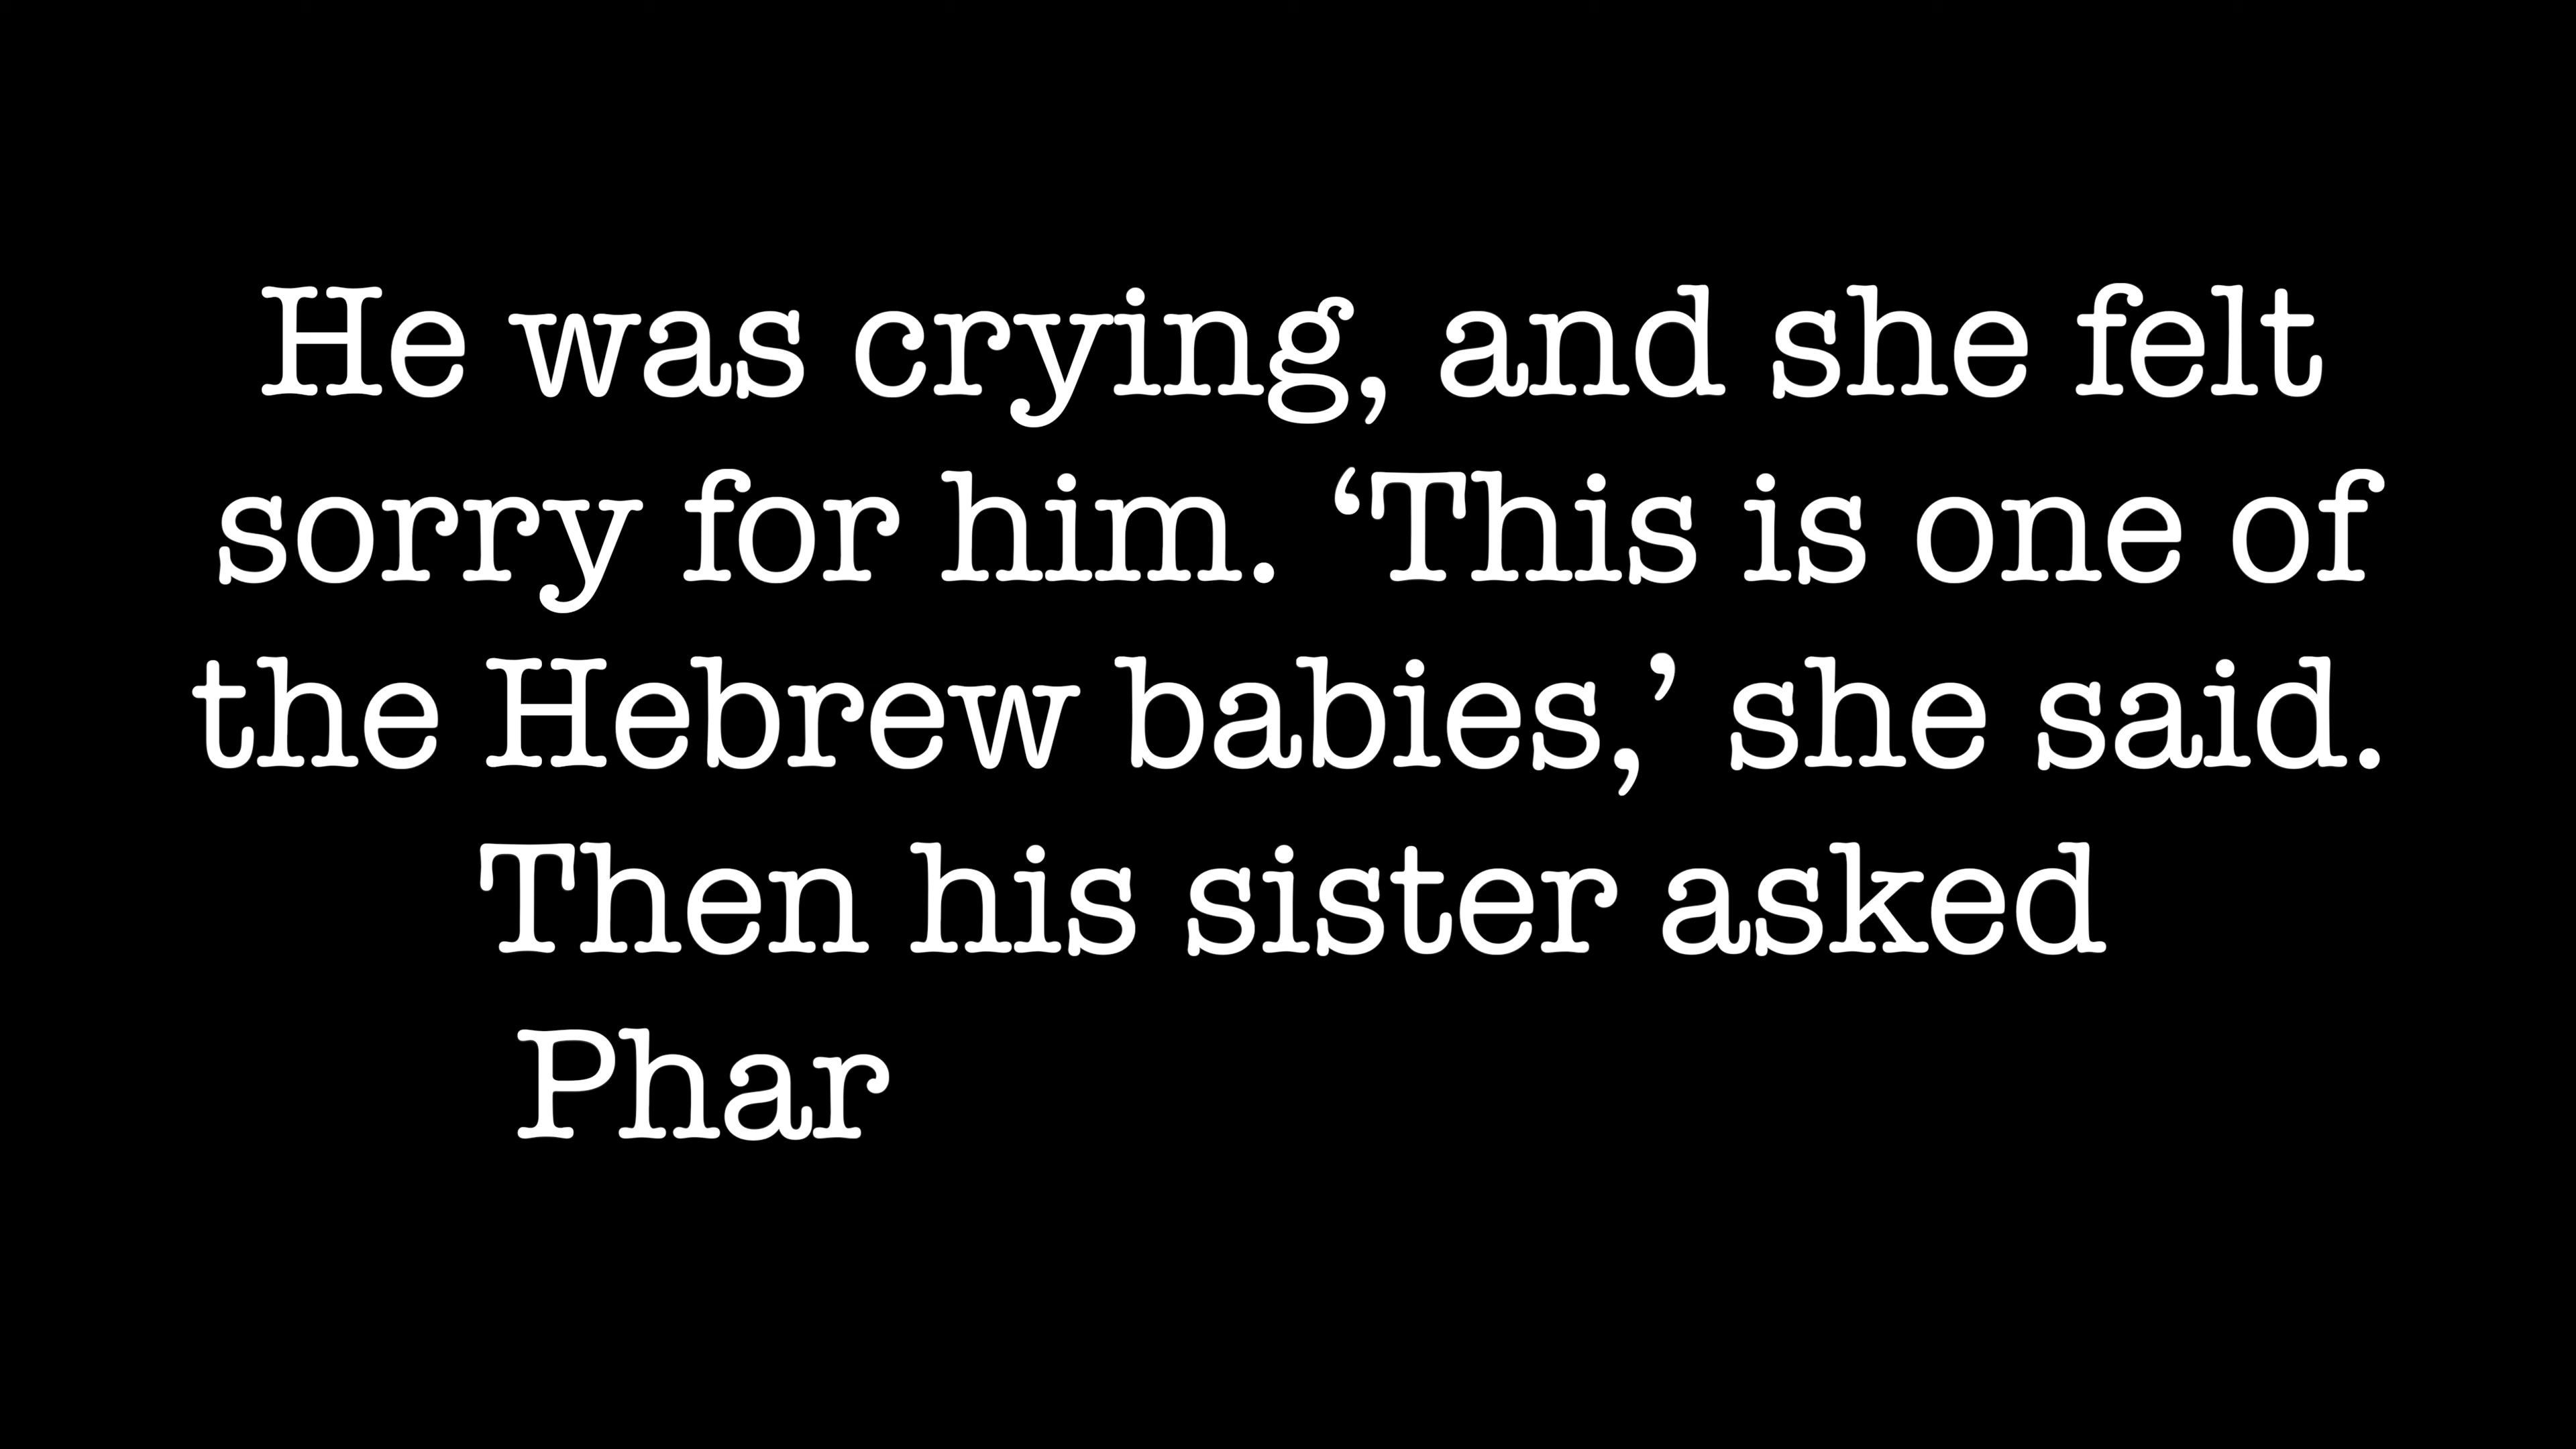 He was crying, and she felt
sorry for him. ‘This is one of
the Hebrew babies,’ she said.
Then his sister asked
Phar